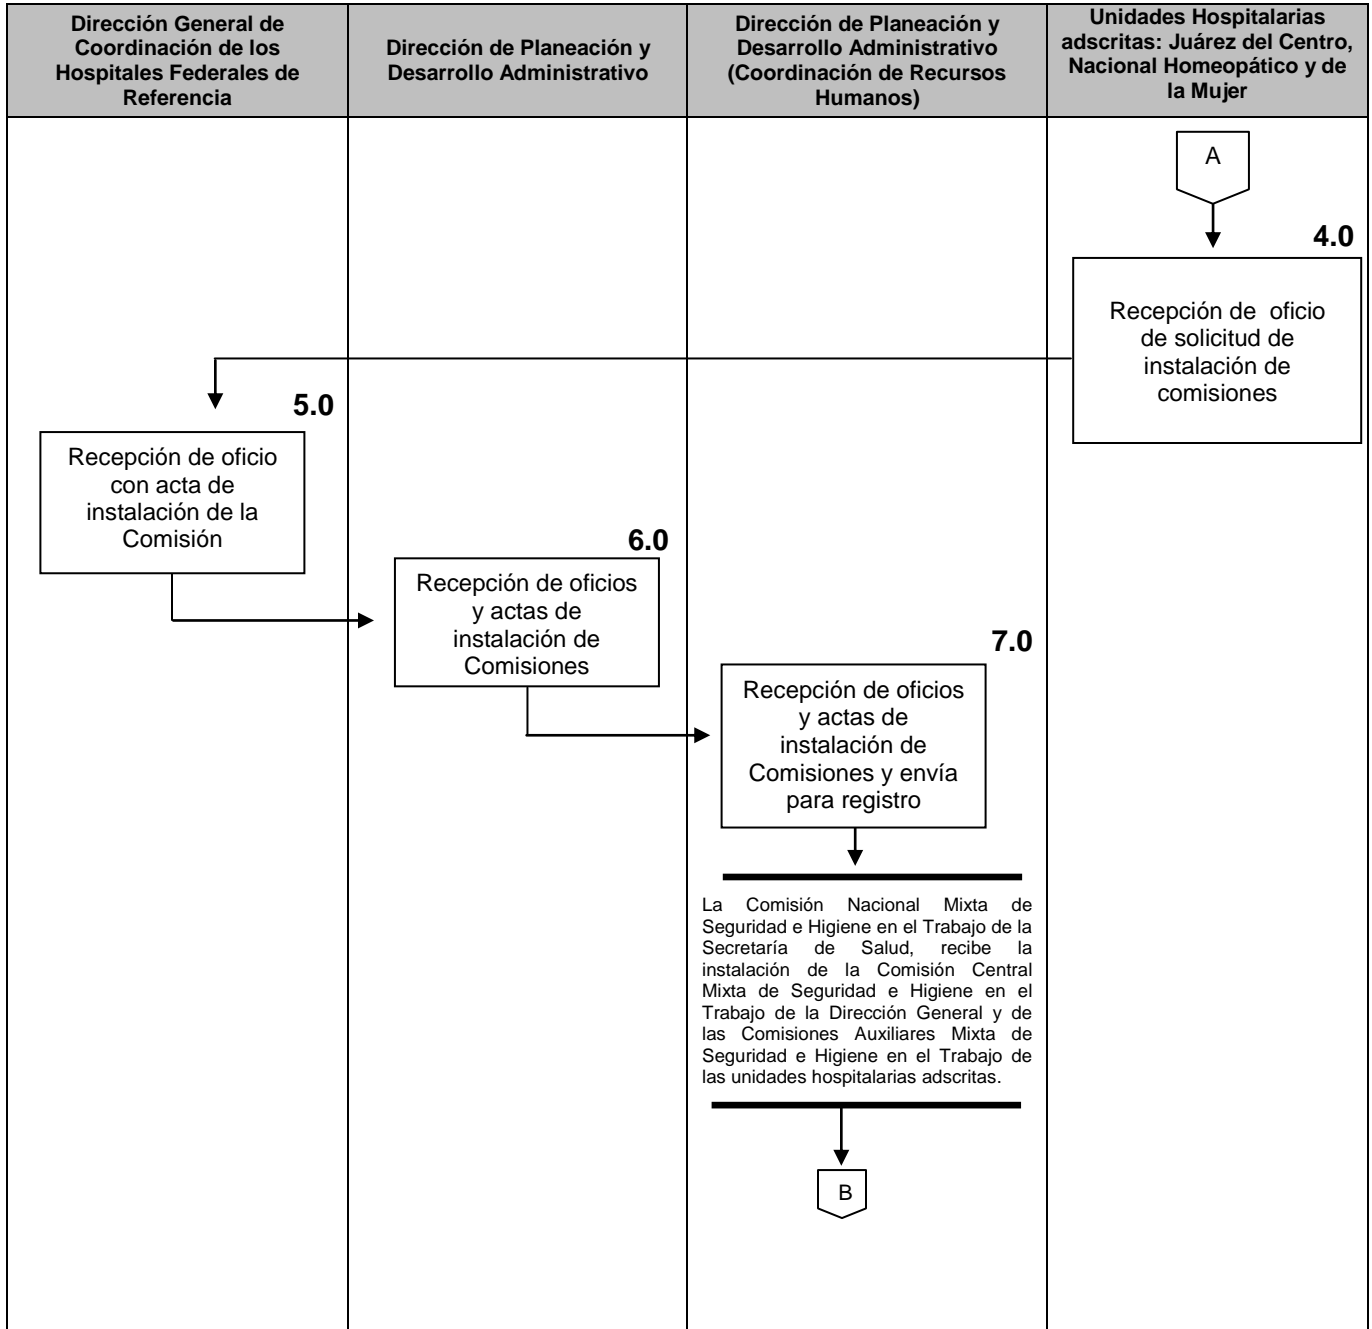 Dirección General de
Coordinación de los
Hospitales Federales de
Referencia
Dirección de Planeación y
Desarrollo Administrativo
Dirección de Planeación y
Desarrollo Administrativo
(Coordinación de Recursos
Humanos)
Unidades Hospitalarias
adscritas: Juárez del Centro,
Nacional Homeopático y de
la Mujer
A
4.0
Recepción de oficio
de solicitud de
instalación de
comisiones
5.0
Recepción de oficio
con acta de
instalación de la
Comisión
6.0
Recepción de oficios
y actas de
instalación de
Comisiones
7.0
Recepción de oficios
y actas de
instalación de
Comisiones y envía
para registro
La Comisión Nacional Mixta de
Seguridad e Higiene en el Trabajo de la
Secretaría de Salud, recibe la
instalación de la Comisión Central
Mixta de Seguridad e Higiene en el
Trabajo de la Dirección General y de
las Comisiones Auxiliares Mixta de
Seguridad e Higiene en el Trabajo de
las unidades hospitalarias adscritas.
B